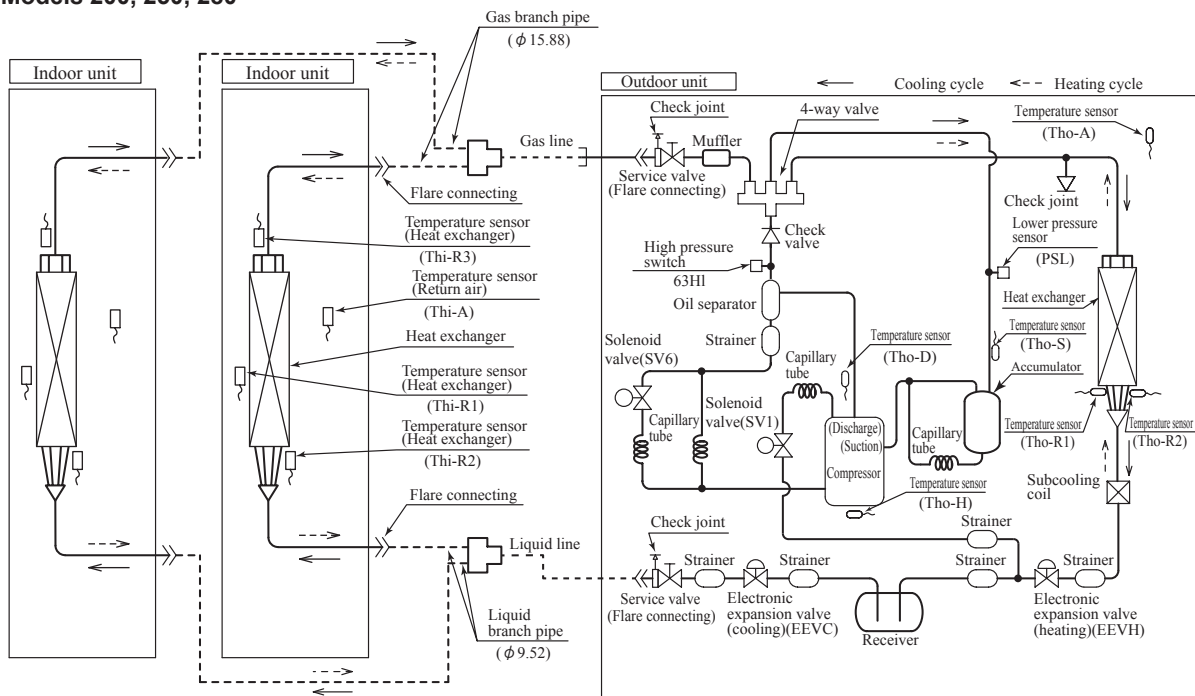 Gas branch pipe
(ϕ15.88)
Indoor unit
Indoor unit
Outdoor unit
Cooling cycle
Heating cycle
Check joint
4-way valve
Temperature sensor
(Tho-A)
Gas line
Muffler
Service valve
(Flare connecting)
Flare connecting
Check joint
Temperature sensor
(Heat exchanger)
(Thi-R3)
Check
valve
Lower pressure
sensor
(PSL)
High pressure
switch
63Hl
Temperature sensor
(Return air)
(Thi-A)
Oil separator
Heat exchanger
Heat exchanger
Strainer
Temperature sensor
(Tho-D)
Temperature sensor
(Tho-S)
Solenoid
valve(SV6)
Capillary
tube
Accumulator
Temperature sensor
(Heat exchanger)
(Thi-R1)
Solenoid
valve(SV1)
Capillary
tube
(Discharge)
(Suction)
Compressor
Capillary
tube
Temperature sensor
(Tho-R1)
Temperature sensor
(Tho-R2)
Temperature sensor
(Heat exchanger)
(Thi-R2)
Temperature sensor
(Tho-H)
Subcooling
coil
Flare connecting
Check joint
Strainer
Liquid line
Strainer
Strainer
Strainer
Strainer
Service valve
(Flare connecting)
Electronic
expansion valve
(cooling)(EEVC)
Receiver
Electronic
expansion valve
(heating)(EEVH)
Liquid
branch pipe
(ϕ9.52)